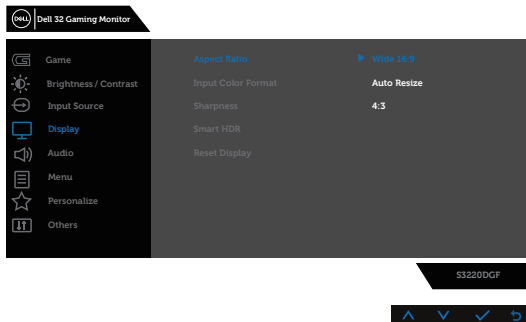 DELL
Dell 32 Gaming Monitor
Game
Brightness / Contrast
Input Source
Display
Audio
Menu
Personalize
Others
Aspect Ratio
Input Color Format
Sharpness
Smart HDR
Reset Display
Wide 16:9
Auto Resize
4:3
S3220DGF